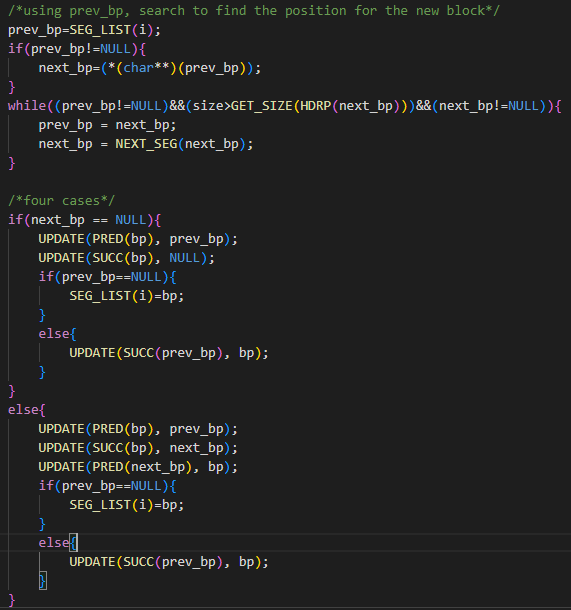 /*using prev_bp, search to find the position for the new block*/
prev_bp=SEG_LIST(i);
if(prev_bp!=NULL){
    next_bp=(*(char**)(prev_bp));
}
while((prev_bp!=NULL)&&(size>GET_SIZE(HDRP(next_bp)))&&(next_bp!=NULL)){
    prev_bp = next_bp;
    next_bp = NEXT_SEG(next_bp);
}

/*four cases*/
if(next_bp == NULL){
    UPDATE(PRED(bp), prev_bp);
    UPDATE(SUCC(bp), NULL);
    if(prev_bp==NULL){
        SEG_LIST(i)=bp;
    }
    else{
        UPDATE(SUCC(prev_bp), bp);
    }
}
else{
    UPDATE(PRED(bp), prev_bp);
    UPDATE(SUCC(bp), next_bp);
    UPDATE(PRED(next_bp), bp);
    if(prev_bp==NULL){
        SEG_LIST(i)=bp;
    }
    else{
        UPDATE(SUCC(prev_bp), bp);
    }
}